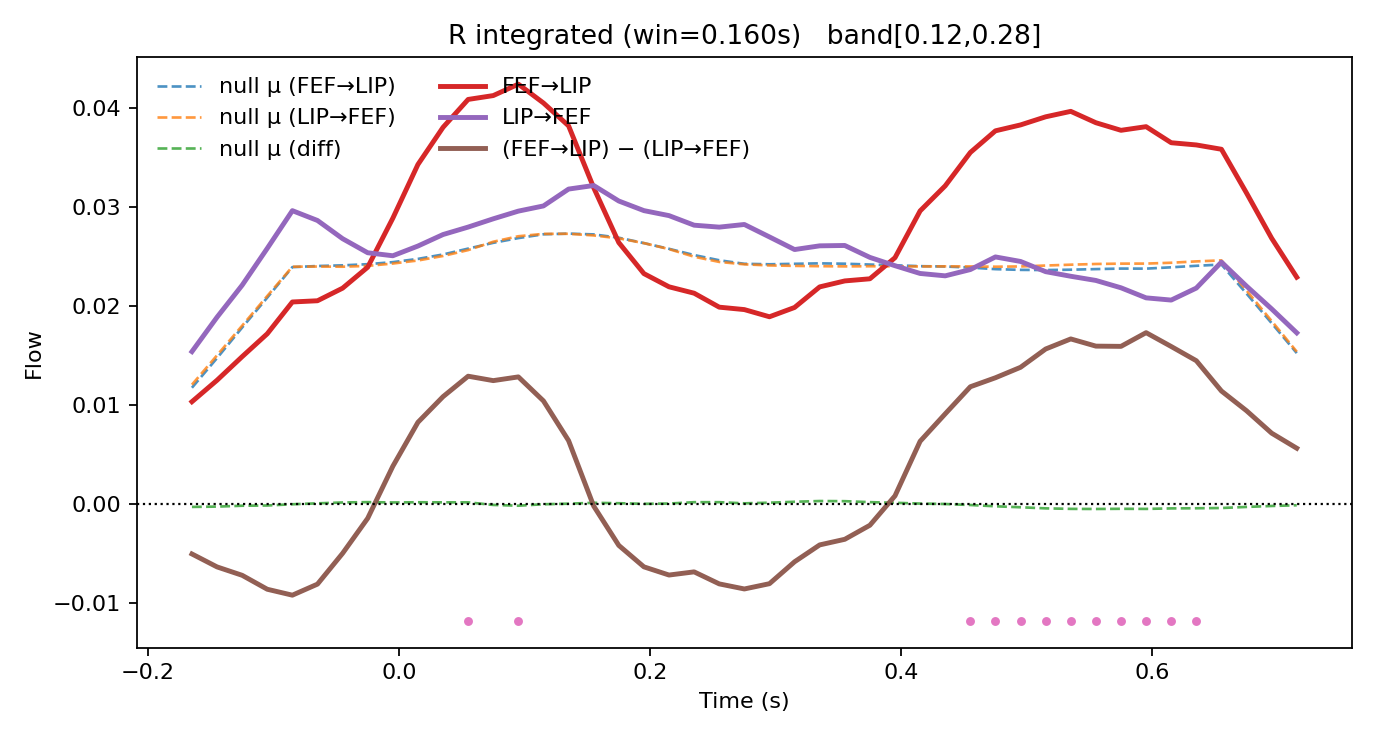 R integrated (win=0.160s)   band[0.12,0.28]
null μ (FEF→LIP)
null μ (LIP→FEF)
null μ (diff)
FEF→LIP
LIP→FEF
(FEF→LIP) − (LIP→FEF)
Flow
0.04
0.03
0.02
0.01
0.00
−0.01
−0.2
0.0
0.2
0.4
0.6
Time (s)